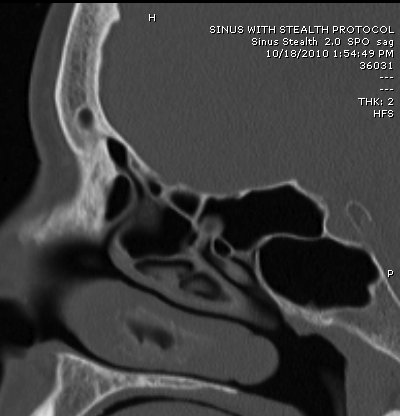 H
SINUS WITH STEALTH PROTOCOL
Sinus Stealth 2.0 SPO sag
10/18/2010 1:54:49 PM
36031
---
---
THK: 2
HFS
P